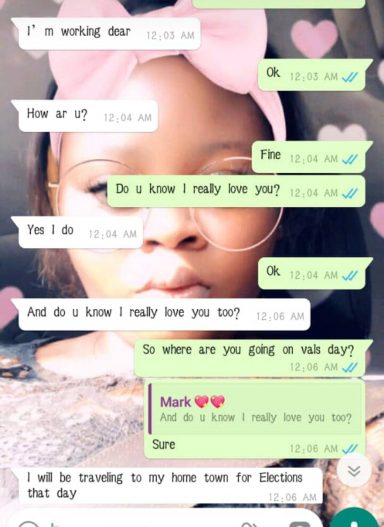 I'm working dear 12:03 AM
Ok 12:03 AM
How ar u? 12:04 AM
Fine 12:04 AM
Do u know I really love you? 12:04 AM
Yes I do 12:04 AM
Ok 12:04 AM
And do u know I really love you too? 12:06 AM
So where are you going on vals day?
12:06 AM
Mark
And do u know I really love you too?
Sure 12:06 AM
I will be traveling to my home town for Elections
that day 12:06 AM